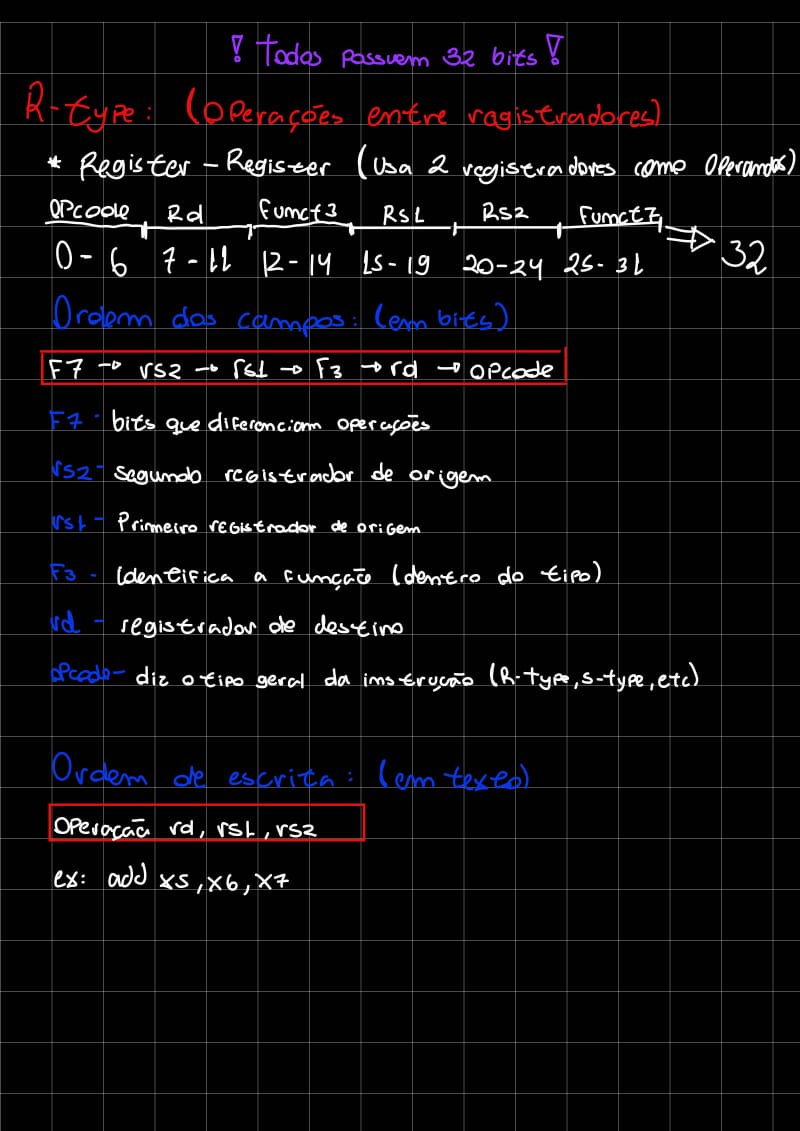 ! Todos possuem 32 bits !
R-type: (Operações entre ragistradores)
* Register - Register (Usa 2 registradores como Operandos)
OPcode Rd Funct3 Rs1 Rs2 Funct7
0-6 7-11 12-14 15-19 20-24 25-31 ⇒ 32
Ordem dos campos: (em bits)
F7 → rs2 → rs1 → F3 → rd → opcode
F7 - bits que diferenciam operações
rs2 - segundo registrador de origem
rs1 - Primeiro registrador de origem
F3 - Identifica a função (dentro do tipo)
rd - registrador de destino
opcode - diz o tipo geral da instrução (R-type, S-type, etc)
Ordem de escrita: (em texto)
Operação rd, rs1, rs2
ex: add x5, x6, x7